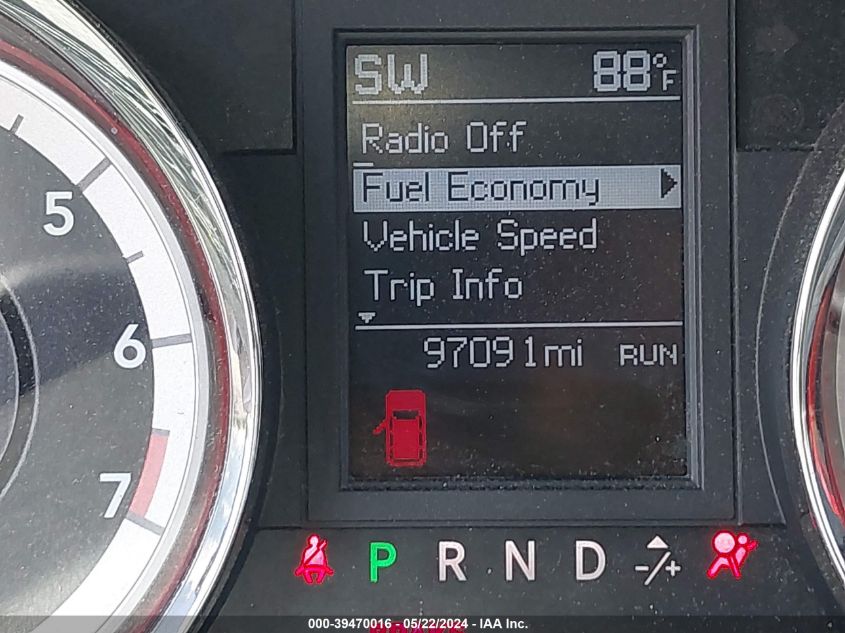 SW 88°F
Radio Off
Fuel Economy
Vehicle Speed
Trip Info
97091mi RUN
5
6
7
P R N D -/+
000-39470016 - 05/22/2024 - IAA Inc.